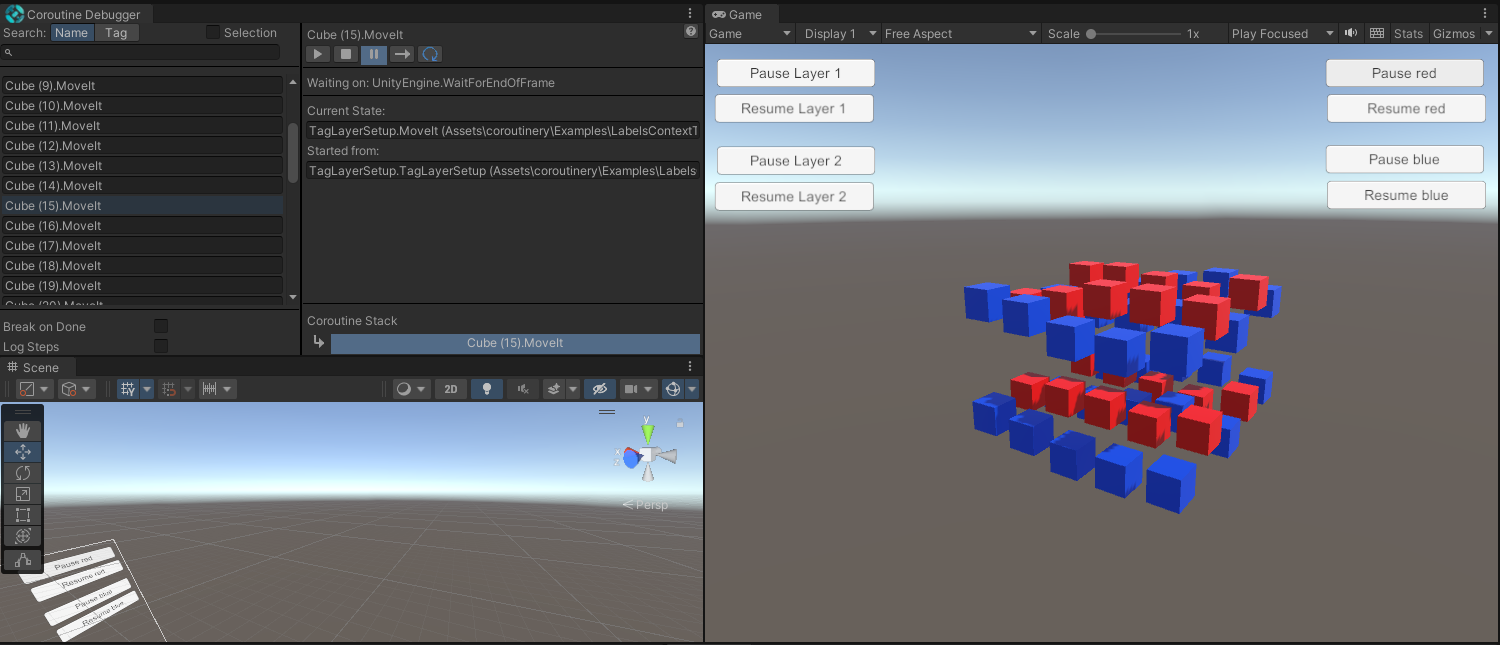 Coroutine Debugger
Search: Name Tag Selection
Cube (9).MoveIt
Cube (10).MoveIt
Cube (11).MoveIt
Cube (12).MoveIt
Cube (13).MoveIt
Cube (14).MoveIt
Cube (15).MoveIt
Cube (16).MoveIt
Cube (17).MoveIt
Cube (18).MoveIt
Cube (19).MoveIt
Cube (20).MoveIt
Break on Done
Log Steps
Cube (15).MoveIt
Waiting on: UnityEngine.WaitForEndOfFrame
Current State:
TagLayerSetup.MoveIt (Assets\coroutinery\Examples\LabelsContextT
Started from:
TagLayerSetup.TagLayerSetup (Assets\coroutinery\Examples\Labels
Coroutine Stack
Cube (15).MoveIt
Scene
2D
y
x
Persp
Pause red
Resume red
Pause blue
Resume blue
Game
Game Display 1 Free Aspect Scale 1x Play Focused Stats Gizmos
Pause Layer 1
Resume Layer 1
Pause Layer 2
Resume Layer 2
Pause red
Resume red
Pause blue
Resume blue